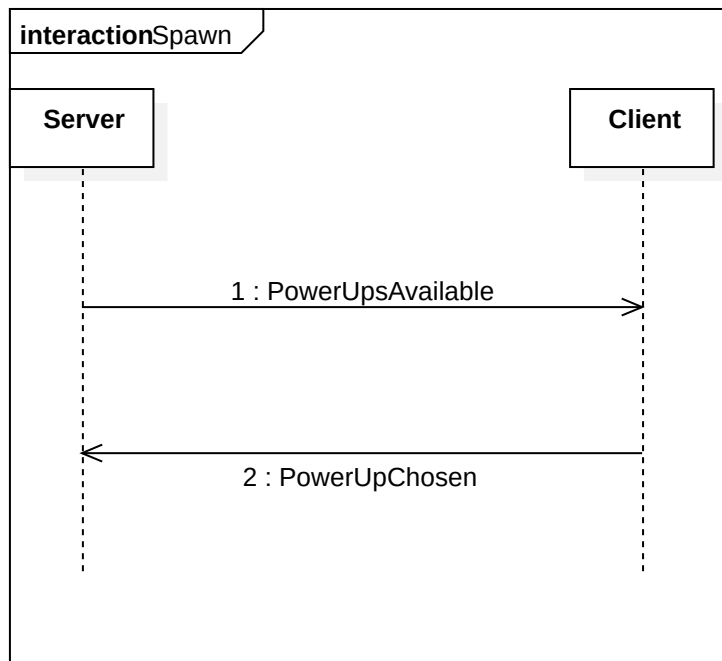 interactionSpawn
Server
Client
1 : PowerUpsAvailable
2 : PowerUpChosen